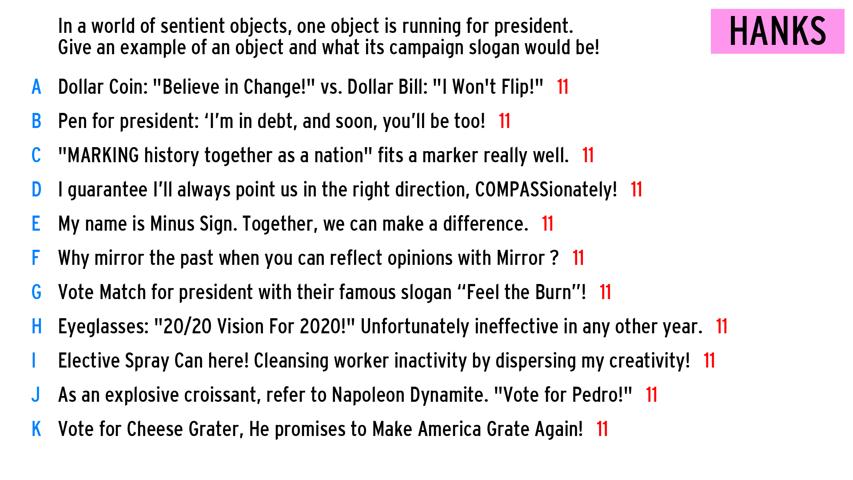 In a world of sentient objects, one object is running for president.
Give an example of an object and what its campaign slogan would be!
HANKS
A Dollar Coin: "Believe in Change!" vs. Dollar Bill: "I Won't Flip!" 11
B Pen for president: ‘I’m in debt, and soon, you’ll be too! 11
C "MARKING history together as a nation" fits a marker really well. 11
D I guarantee I’ll always point us in the right direction, COMPASSionately! 11
E My name is Minus Sign. Together, we can make a difference. 11
F Why mirror the past when you can reflect opinions with Mirror ? 11
G Vote Match for president with their famous slogan “Feel the Burn”! 11
H Eyeglasses: "20/20 Vision For 2020!" Unfortunately ineffective in any other year. 11
I Elective Spray Can here! Cleansing worker inactivity by dispersing my creativity! 11
J As an explosive croissant, refer to Napoleon Dynamite. "Vote for Pedro!" 11
K Vote for Cheese Grater, He promises to Make America Grate Again! 11